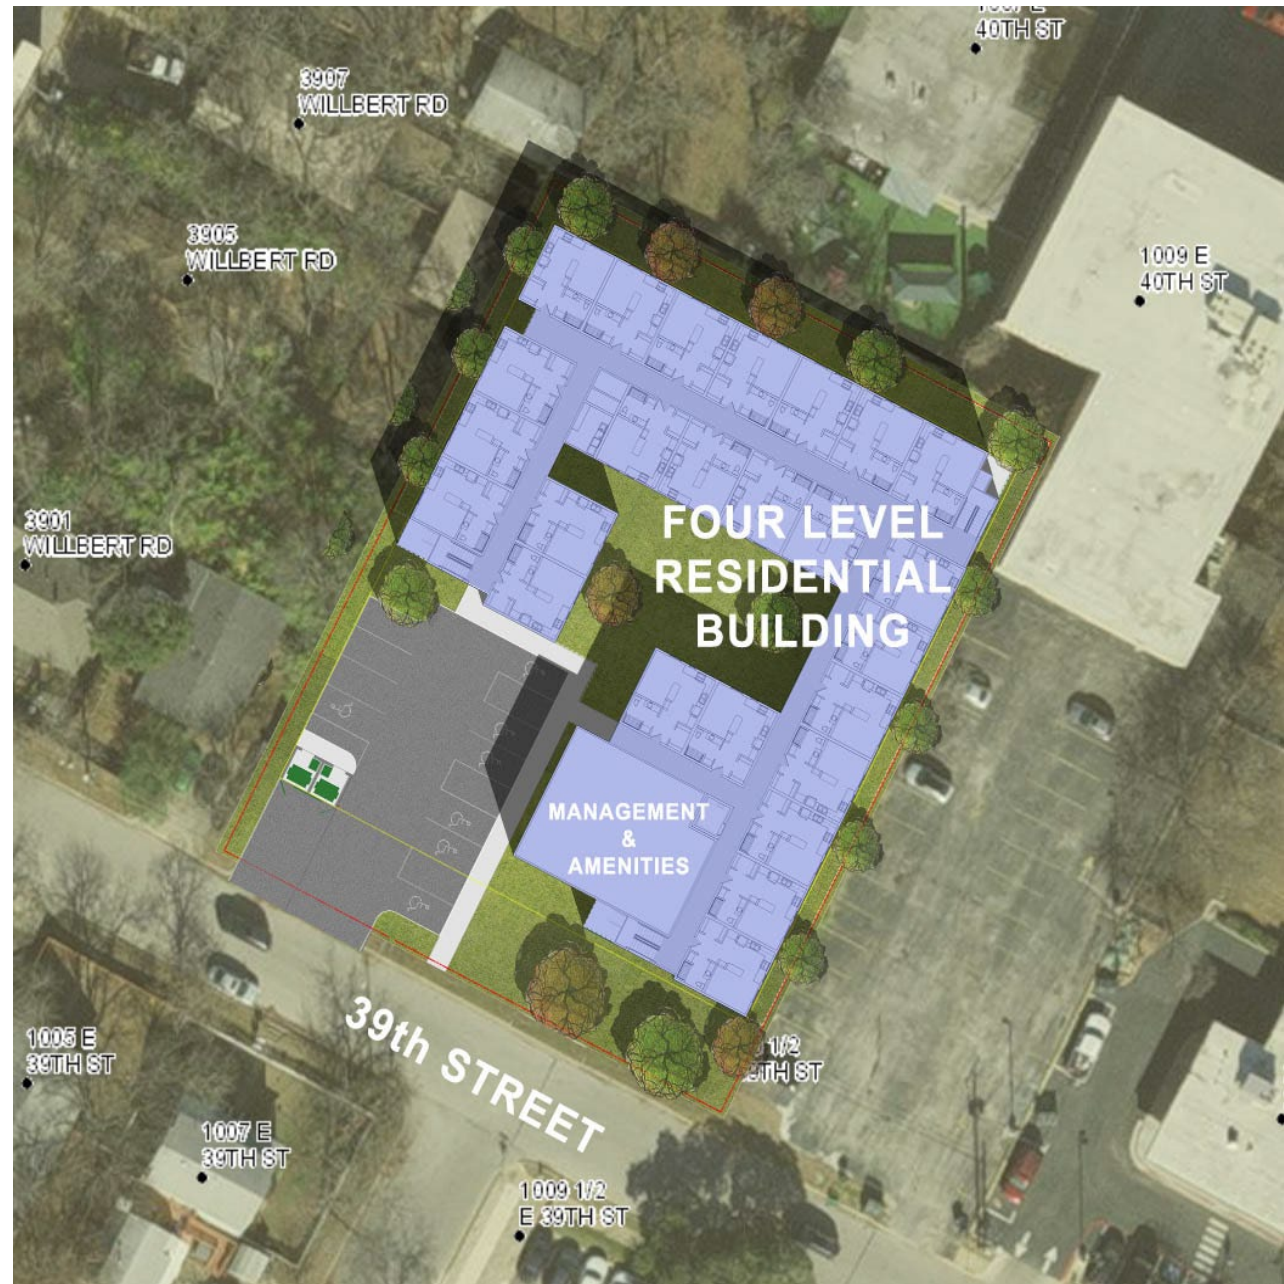 40TH ST
3907
WILLBERT RD
3905
WILLBERT RD
1009 E
40TH ST
3901
WILLBERT RD
FOUR LEVEL
RESIDENTIAL
BUILDING
MANAGEMENT
&
AMENITIES
39th STREET
1/2
ST
1005 E
39TH ST
1007 E
39TH ST
1009 1/2
E 39TH ST